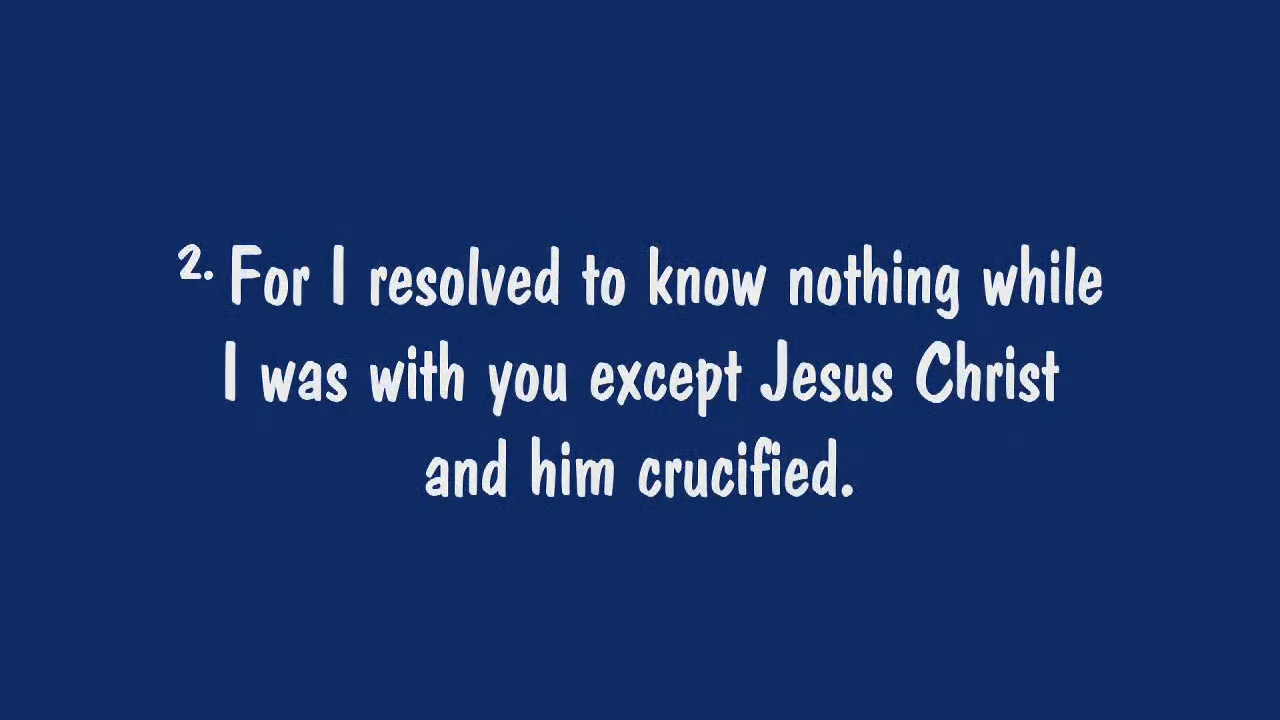 2. For I resolved to know nothing while
I was with you except Jesus Christ
and him crucified.